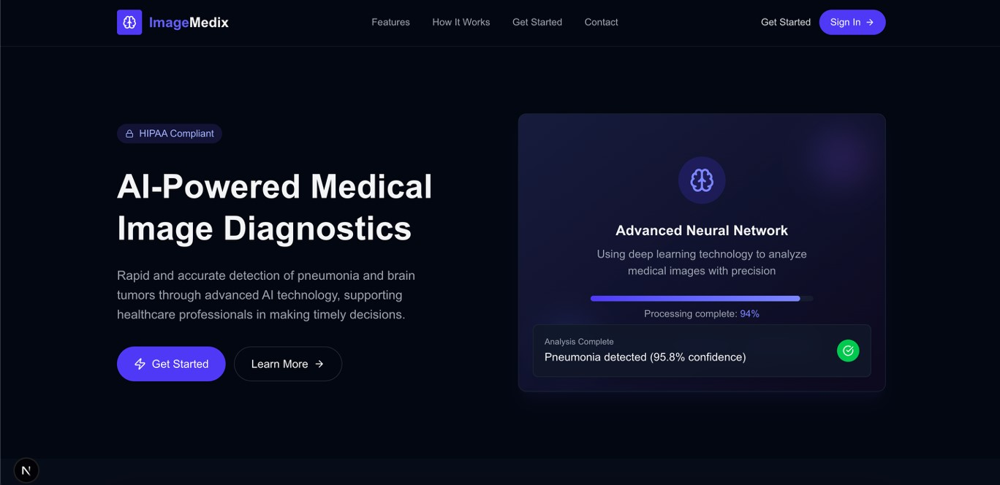 ImageMedix
Features
How It Works
Get Started
Contact
Get Started
Sign In →
HIPAA Compliant
AI-Powered Medical
Image Diagnostics
Rapid and accurate detection of pneumonia and brain
tumors through advanced AI technology, supporting
healthcare professionals in making timely decisions.
Get Started
Learn More →
Advanced Neural Network
Using deep learning technology to analyze
medical images with precision
Processing complete: 94%
Analysis Complete
Pneumonia detected (95.8% confidence)
N